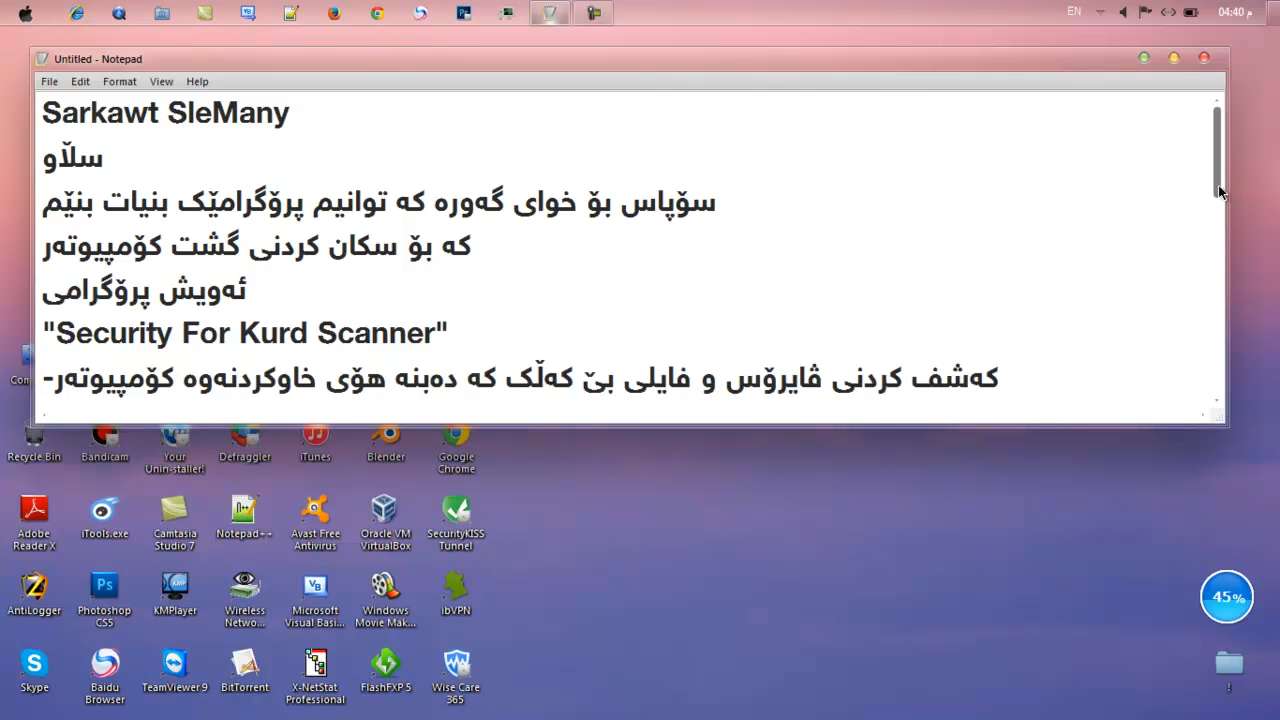 EN
04:40 م
Untitled - Notepad
File Edit Format View Help
Sarkawt SleMany
سڵاو
سۆپاس بۆ خوای گەورە کە توانیم پرۆگرامێک بنیات بنێم
کە بۆ سکان کردنی گشت کۆمپیوتەر
ئەویش پرۆگرامی
"Security For Kurd Scanner"
کەشف کردنی ڤایرۆس و فایلی بێ کەڵک کە دەبنە هۆی خاوکردنەوە کۆمپیوتەر-
Recycle Bin
Bandicam
Your Unin-staller!
Defraggler
iTunes
Blender
Google Chrome
Adobe Reader X
iTools.exe
Camtasia Studio 7
Notepad++
Avast Free Antivirus
Oracle VM VirtualBox
SecurityKISS Tunnel
AntiLogger
Photoshop CS5
KMPlayer
Wireless Netwo...
Microsoft Visual Basi...
Windows Movie Mak...
ibVPN
45%
Skype
Baidu Browser
TeamViewer 9
BitTorrent
X-NetStat Professional
FlashFXP 5
Wise Care 365
!